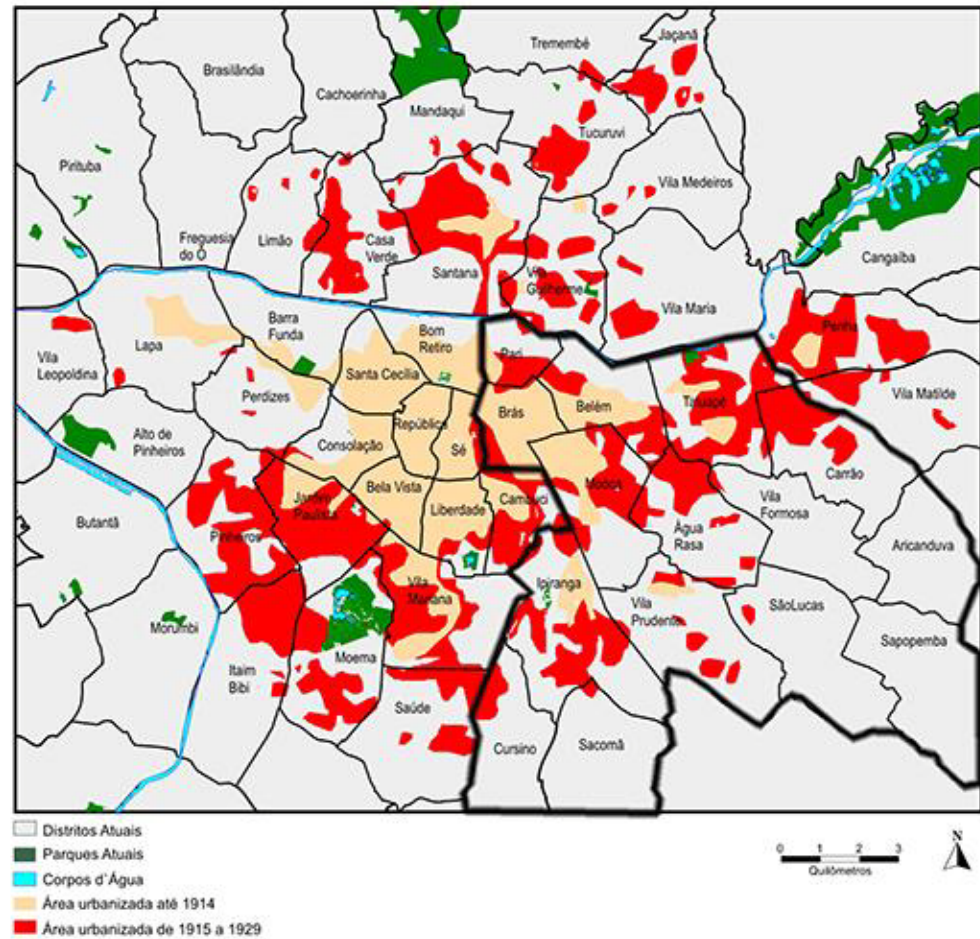 Jaçanã
Tremembé
Brasilândia
Cachoerinha
Mandaqui
Tucuruvi
Pirituba
Vila Medeiros
Freguesia
do Ó
Limão
Casa
Verde
Santana
Vila
Guilherme
Vila Maria
Cangaíba
Barra
Funda
Bom
Retiro
Pari
Penha
Lapa
Vila
Leopoldina
Santa Cecília
Perdizes
Brás
Belém
Tatuapé
Vila Matilde
República
Alto de
Pinheiros
Consolação
Sé
Carrão
Bela Vista
Mooca
Vila
Formosa
Jardim
Paulista
Liberdade
Cambuci
Butantã
Pinheiros
Água
Rasa
Aricanduva
Vila
Mariana
Ipiranga
Vila
Prudente
SãoLucas
Morumbi
Sapopemba
Moema
Itaim
Bibi
Saúde
Cursino
Sacomã
Distritos Atuais
Parques Atuais
Corpos d`Água
Área urbanizada até 1914
Área urbanizada de 1915 a 1929
0 1 2 3
Quilômetros
N